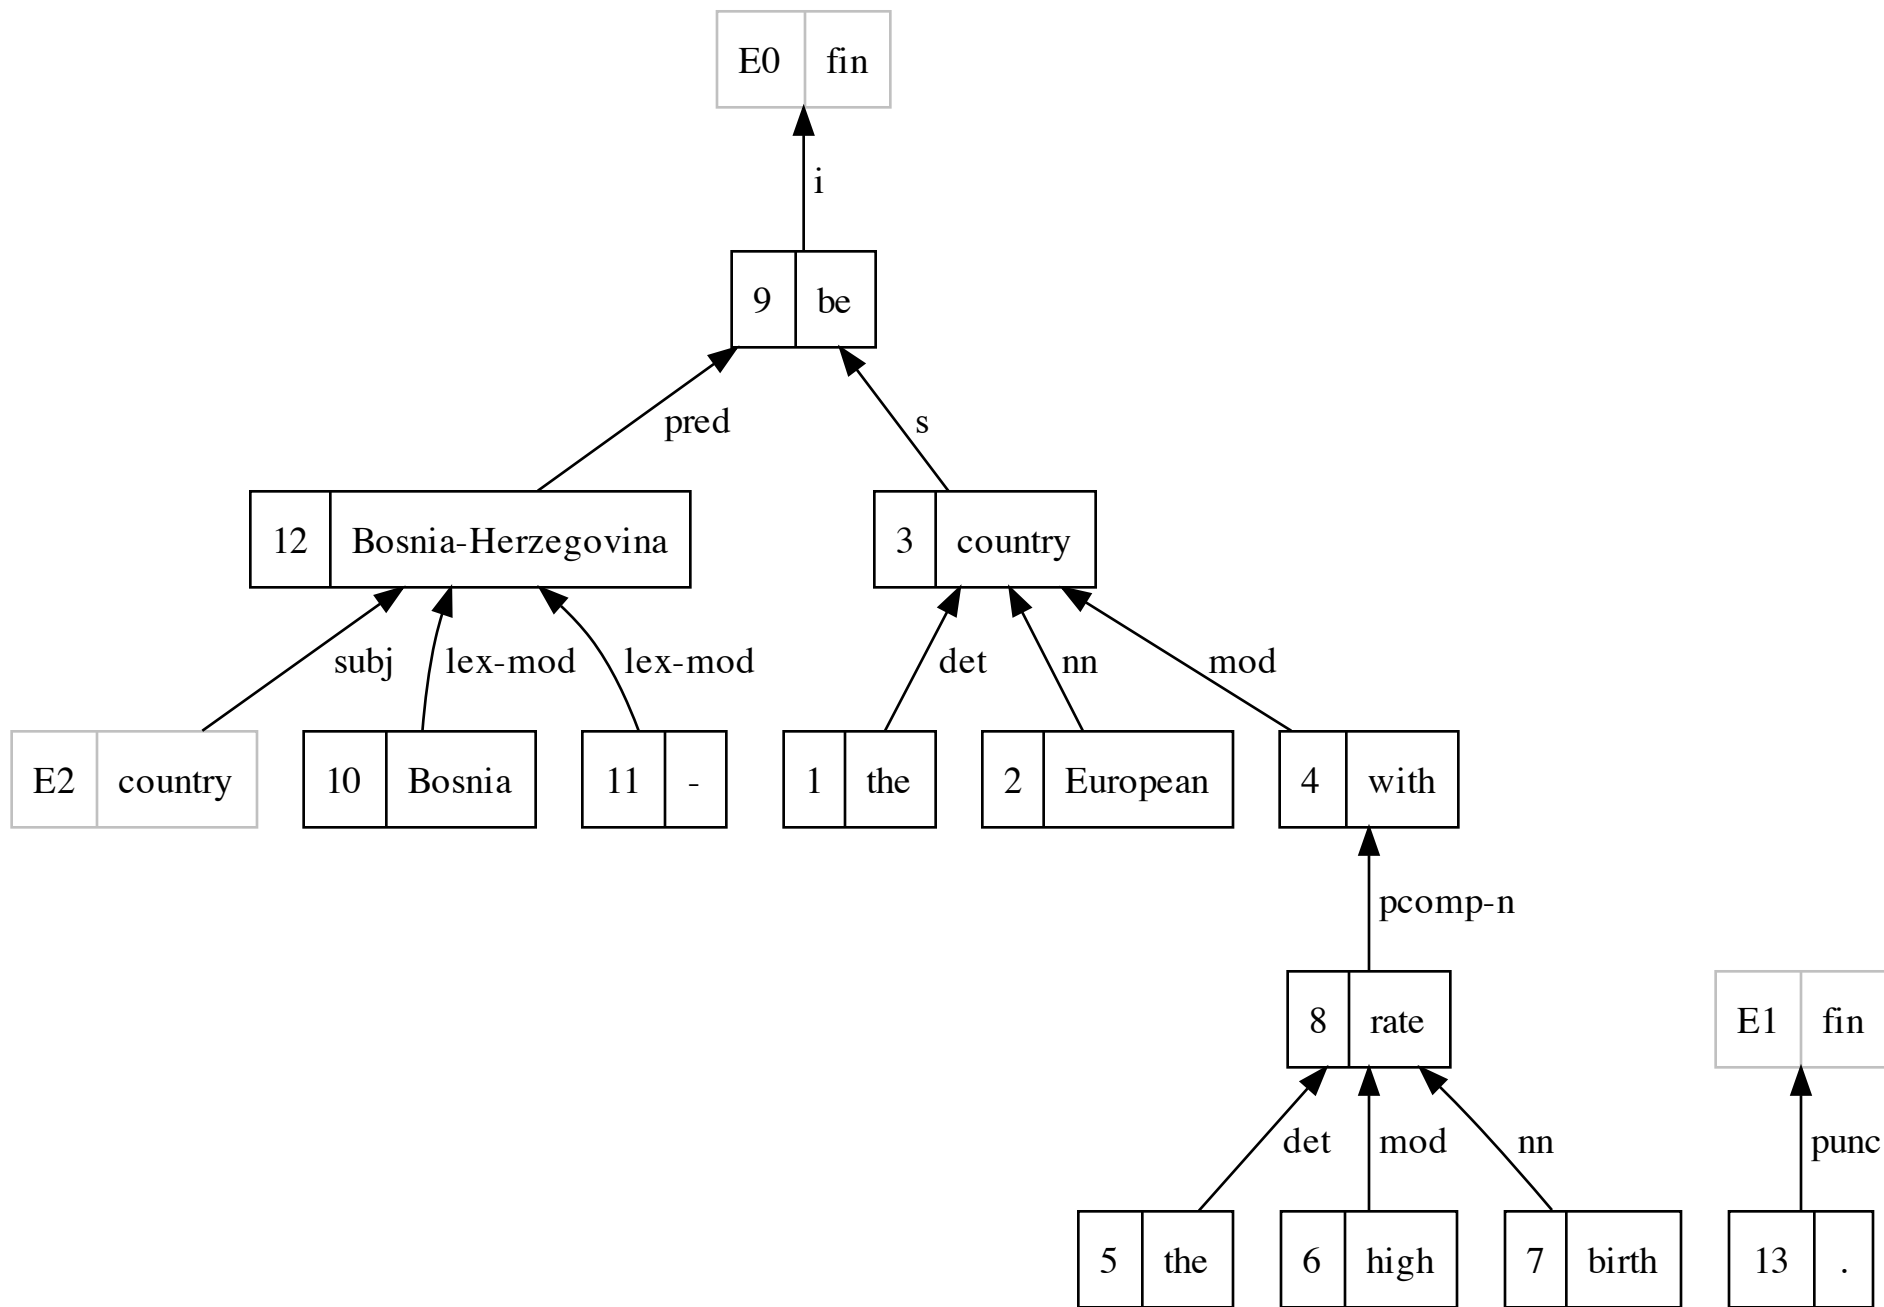 E0 fin
i
9 be
pred s
12 Bosnia-Herzegovina 3 country
subj lex-mod lex-mod det nn mod
E2 country 10 Bosnia 11 - 1 the 2 European 4 with
pcomp-n
8 rate E1 fin
det mod nn punc
5 the 6 high 7 birth 13 .